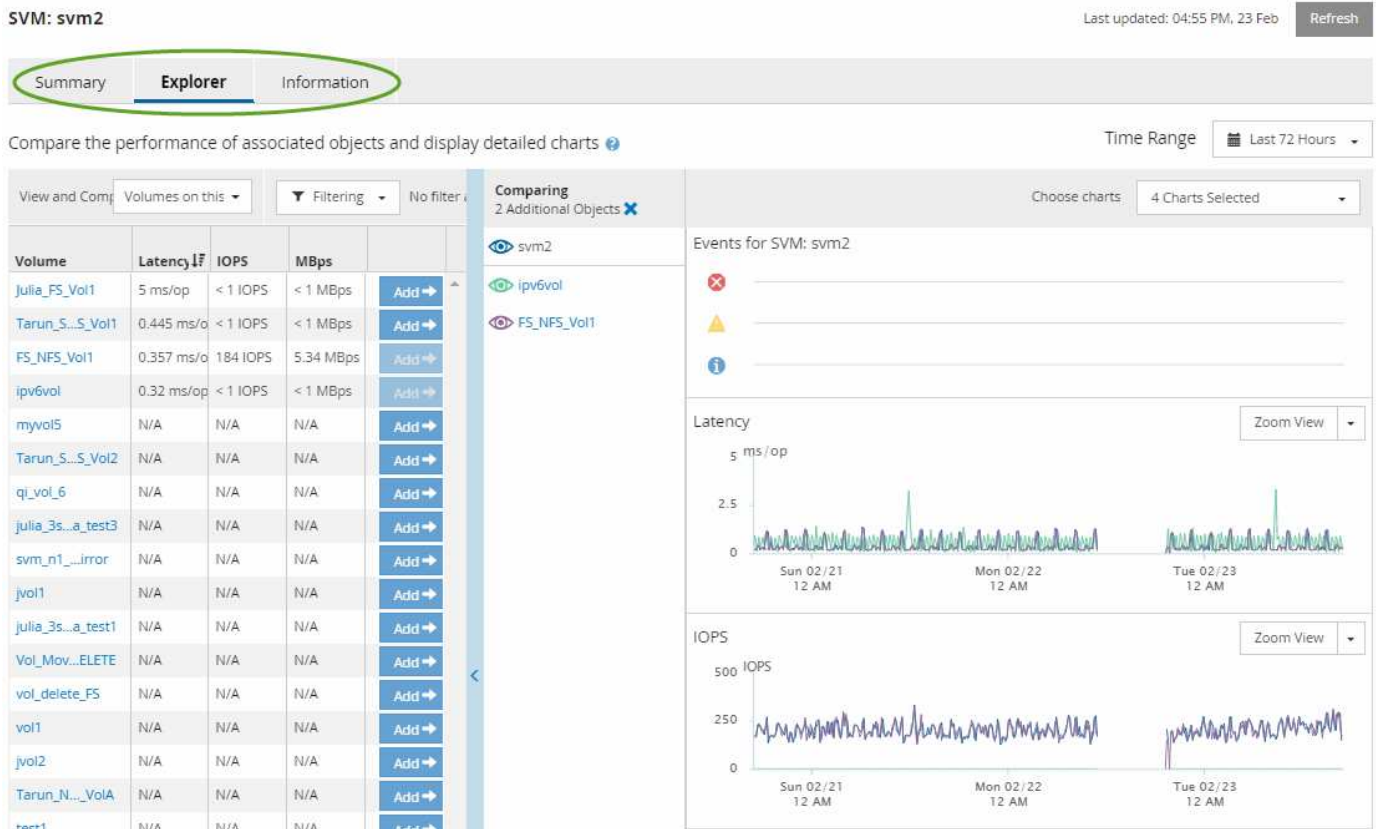 SVM: svm2
Last updated: 04:55 PM, 23 Feb Refresh
Summary Explorer Information
Compare the performance of associated objects and display detailed charts ?
Time Range Last 72 Hours
View and Comp Volumes on this Filtering No filter
Comparing
2 Additional Objects
Choose charts 4 Charts Selected
Volume Latency IOPS MBps
Julia_FS_Vol1 5 ms/op < 1 IOPS < 1 MBps Add
Tarun_S...S_Vol1 0.445 ms/o < 1 IOPS < 1 MBps Add
FS_NFS_Vol1 0.357 ms/o 184 IOPS 5.34 MBps Add
ipv6vol 0.32 ms/op < 1 IOPS < 1 MBps Add
myvol5 N/A N/A N/A Add
Tarun_S...S_Vol2 N/A N/A N/A Add
qi_vol_6 N/A N/A N/A Add
julia_3s...a_test3 N/A N/A N/A Add
svm_n1_...irror N/A N/A N/A Add
jvol1 N/A N/A N/A Add
julia_3s...a_test1 N/A N/A N/A Add
Vol_Mov...ELETE N/A N/A N/A Add
vol_delete_FS N/A N/A N/A Add
vol1 N/A N/A N/A Add
jvol2 N/A N/A N/A Add
Tarun_N..._VolA N/A N/A N/A Add
test1 N/A N/A N/A Add
svm2
ipv6vol
FS_NFS_Vol1
Events for SVM: svm2
Latency Zoom View
5 ms/op
2.5
0
Sun 02/21 Mon 02/22 Tue 02/23
12 AM 12 AM 12 AM
IOPS Zoom View
500 IOPS
250
0
Sun 02/21 Mon 02/22 Tue 02/23
12 AM 12 AM 12 AM